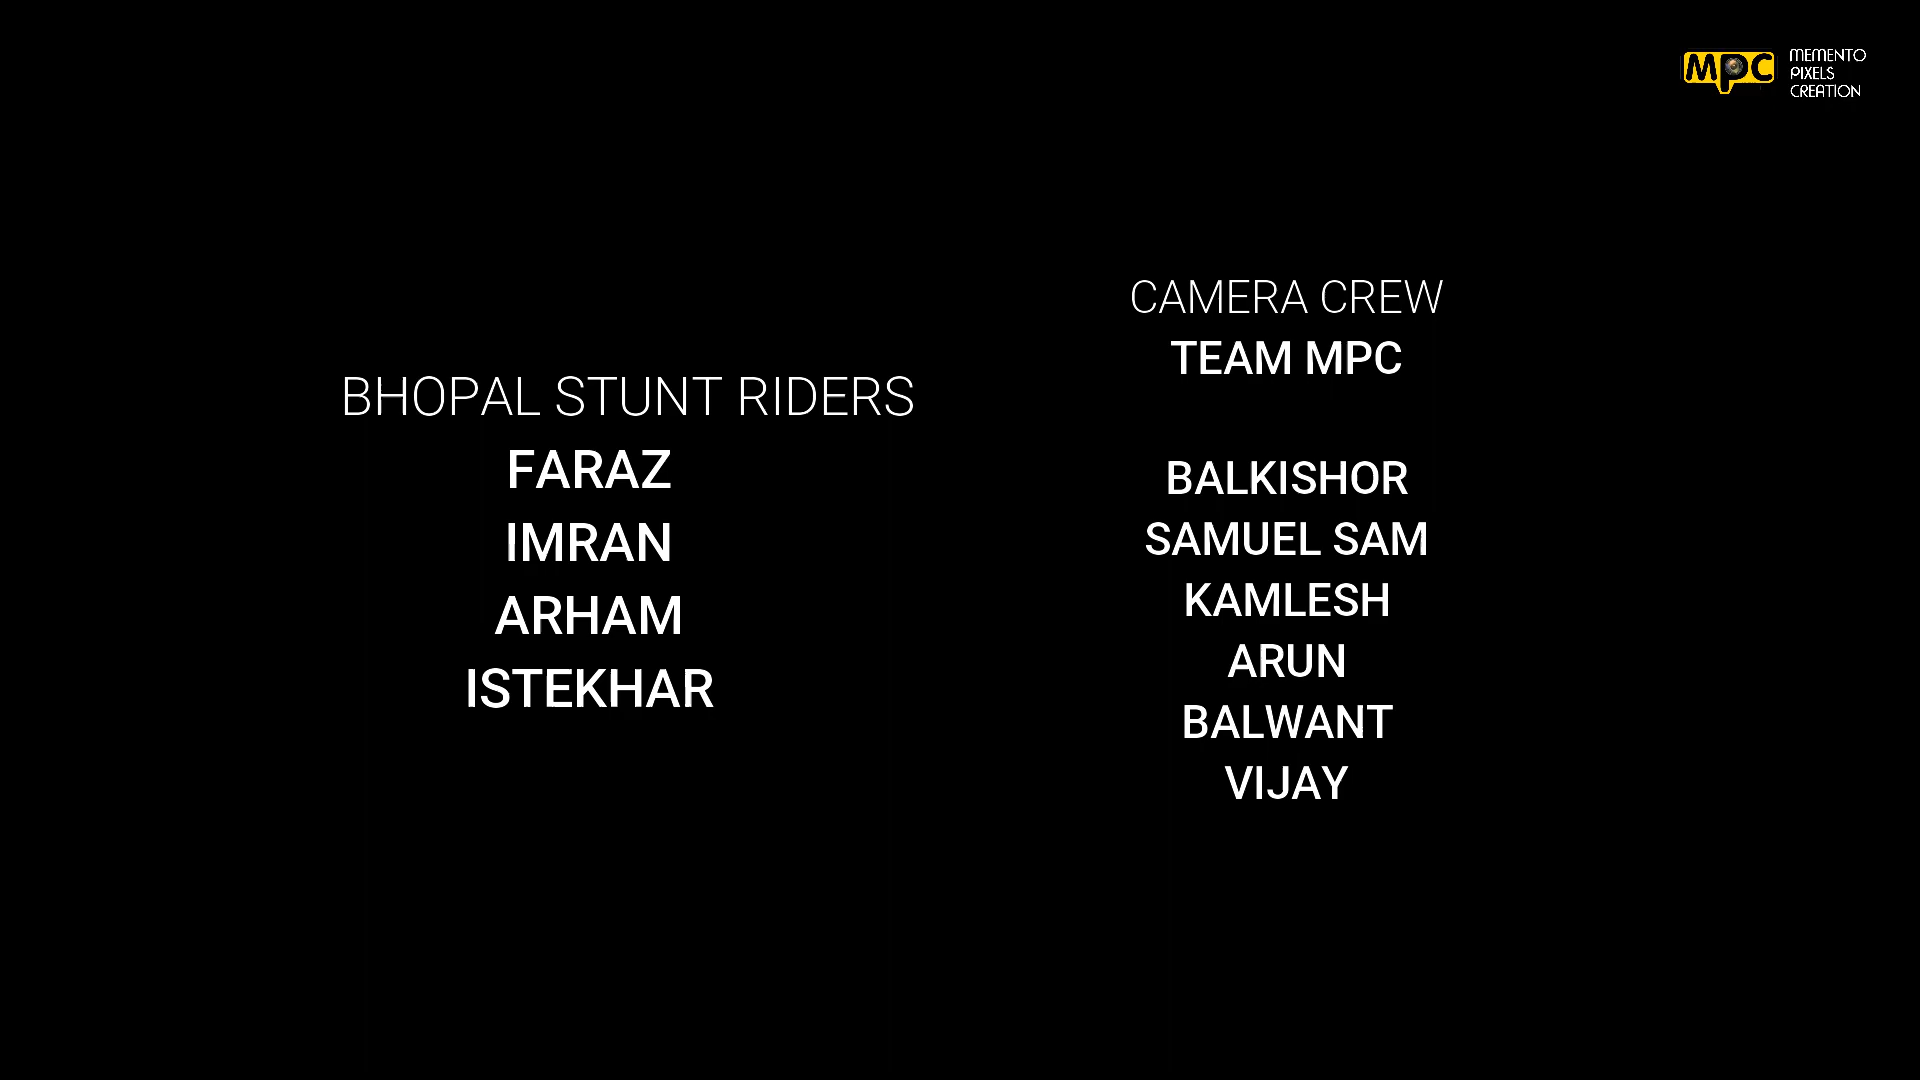 MPC
MEMENTO
PIXELS
CREATION
BHOPAL STUNT RIDERS
FARAZ
IMRAN
ARHAM
ISTEKHAR
CAMERA CREW
TEAM MPC
BALKISHOR
SAMUEL SAM
KAMLESH
ARUN
BALWANT
VIJAY